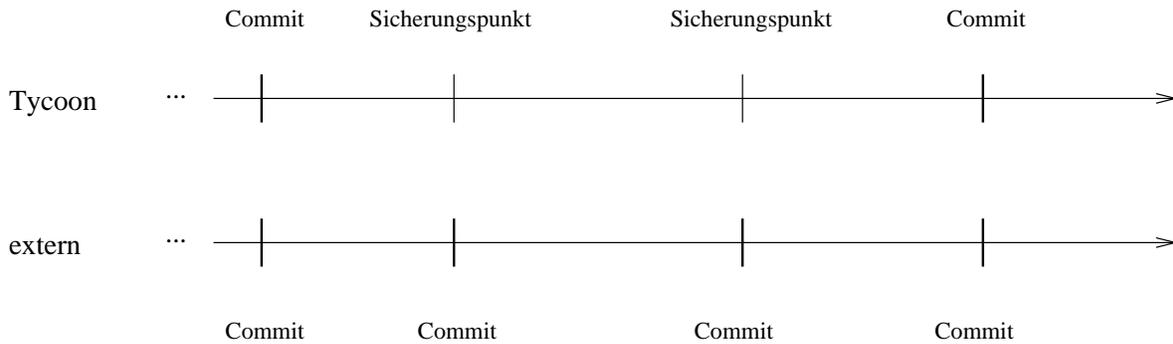 Commit Sicherungspunkt Sicherungspunkt Commit
Tycoon ...
extern ...
Commit Commit Commit Commit